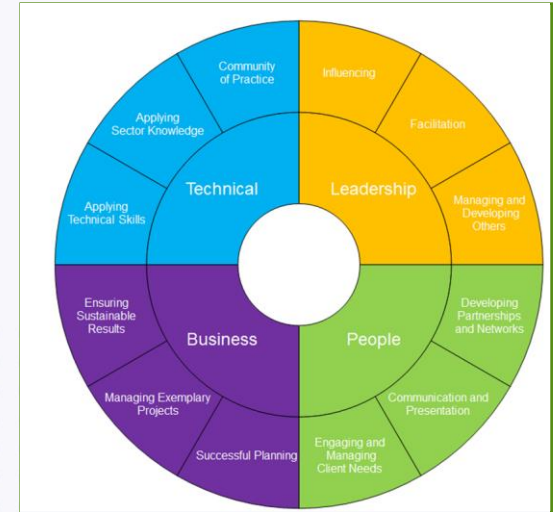 Community
of Practice
Influencing
Applying
Sector Knowledge
Facilitation
Technical
Leadership
Applying
Technical Skills
Managing and
Developing
Others
Ensuring
Sustainable
Results
Developing
Partnerships
and Networks
Business
People
Managing Exemplary
Projects
Communication and
Presentation
Successful Planning
Engaging and
Managing
Client Needs